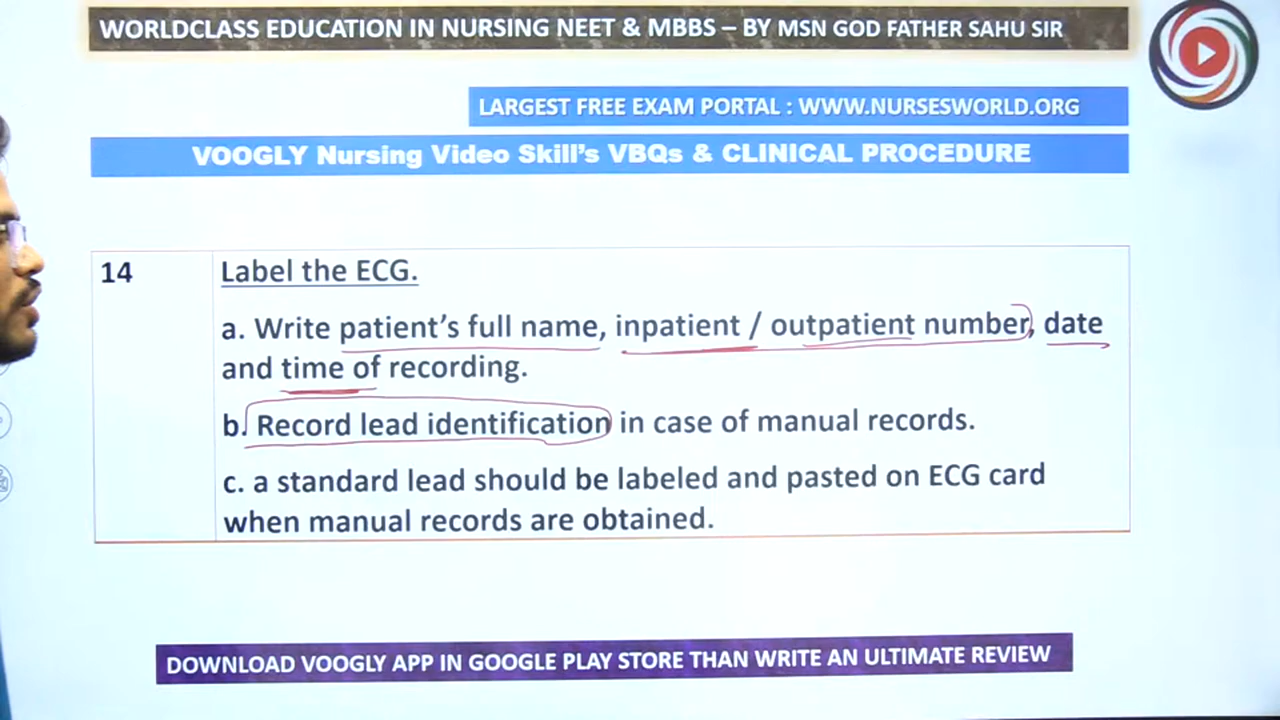 WORLDCLASS EDUCATION IN NURSING NEET & MBBS – BY MSN GOD FATHER SAHU SIR
LARGEST FREE EXAM PORTAL : WWW.NURSESWORLD.ORG
VOOGLY Nursing Video Skill's VBQs & CLINICAL PROCEDURE
14
Label the ECG.
a. Write patient's full name, inpatient / outpatient number, date
and time of recording.
b. Record lead identification in case of manual records.
c. a standard lead should be labeled and pasted on ECG card
when manual records are obtained.
DOWNLOAD VOOGLY APP IN GOOGLE PLAY STORE THAN WRITE AN ULTIMATE REVIEW